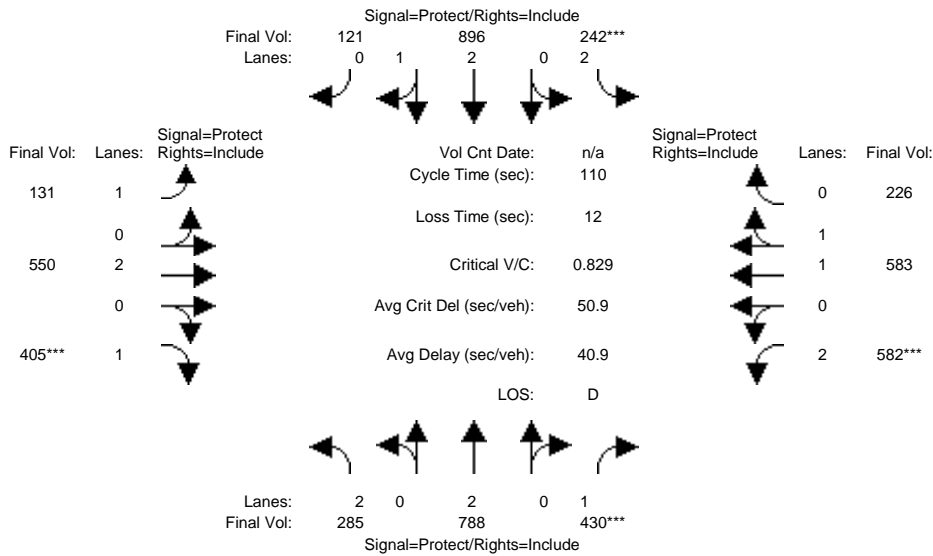 Signal=Protect/Rights=Include
Final Vol: 121 896 242***
Lanes: 0 1 2 0 2
Signal=Protect
Final Vol: Lanes: Rights=Include
Vol Cnt Date: n/a
Signal=Protect
Rights=Include Lanes: Final Vol:
Cycle Time (sec): 110
131 1
0 226
Loss Time (sec): 12
0
1
550 2
Critical V/C: 0.829
1 583
0
Avg Crit Del (sec/veh): 50.9
0
405*** 1
Avg Delay (sec/veh): 40.9
2 582***
LOS: D
Lanes: 2 0 2 0 1
Final Vol: 285 788 430***
Signal=Protect/Rights=Include